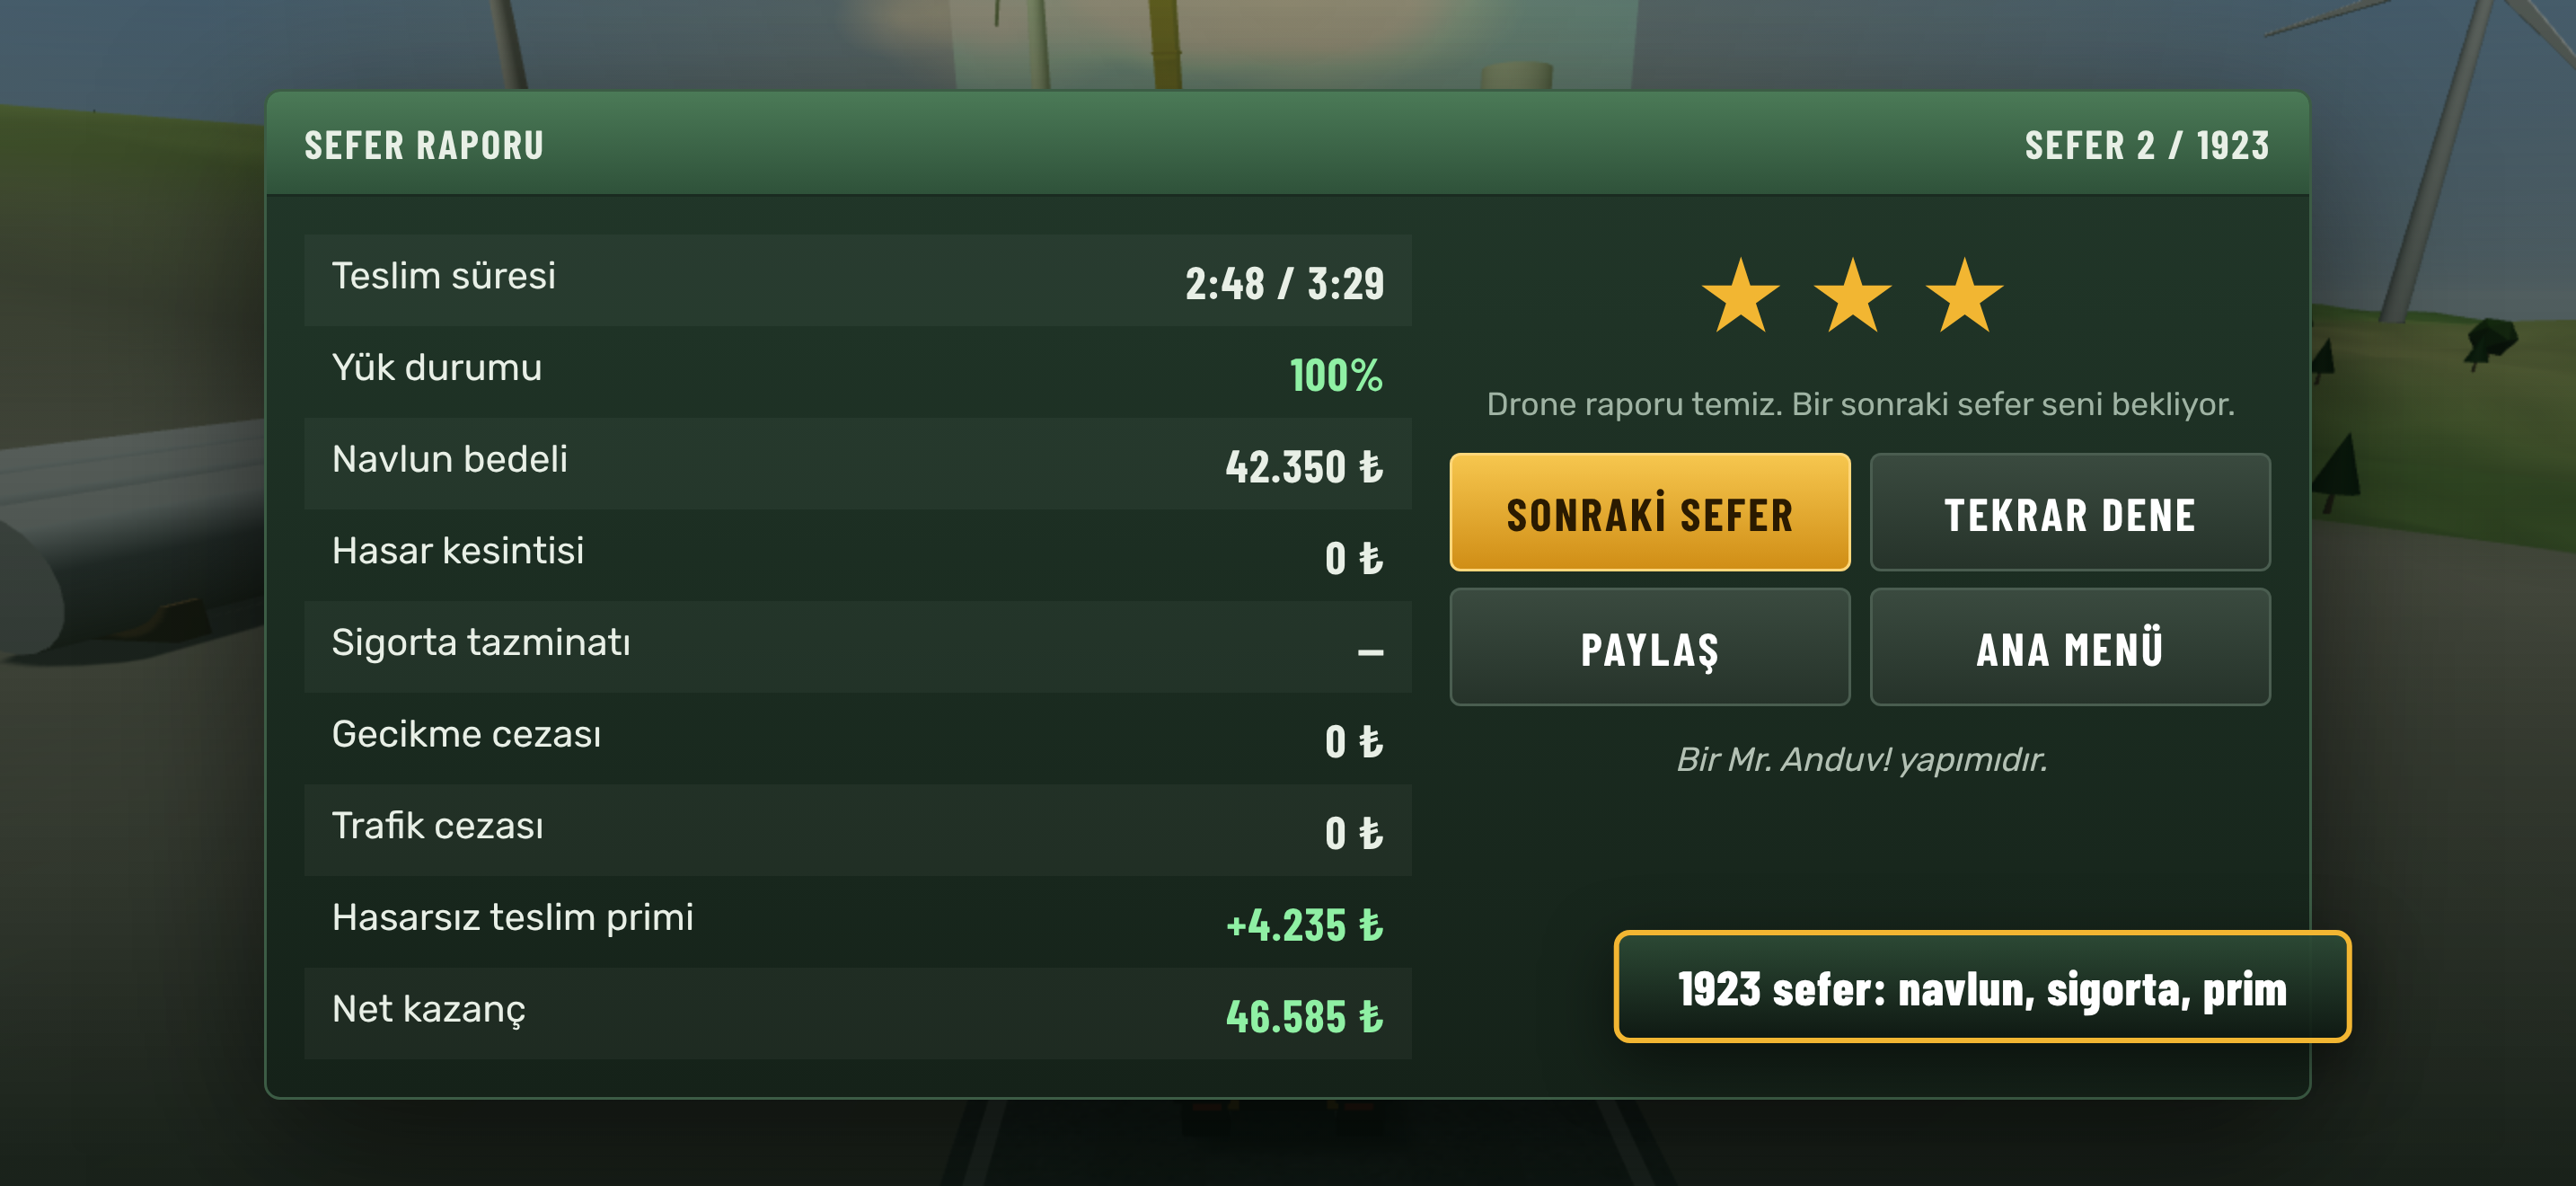 SEFER RAPORU
SEFER 2 / 1923
Teslim süresi 2:48 / 3:29
Yük durumu 100%
Navlun bedeli 42.350 ₺
Hasar kesintisi 0 ₺
Sigorta tazminatı –
Gecikme cezası 0 ₺
Trafik cezası 0 ₺
Hasarsız teslim primi +4.235 ₺
Net kazanç 46.585 ₺
Drone raporu temiz. Bir sonraki sefer seni bekliyor.
SONRAKİ SEFER
TEKRAR DENE
PAYLAŞ
ANA MENÜ
Bir Mr. Anduv! yapımıdır.
1923 sefer: navlun, sigorta, prim